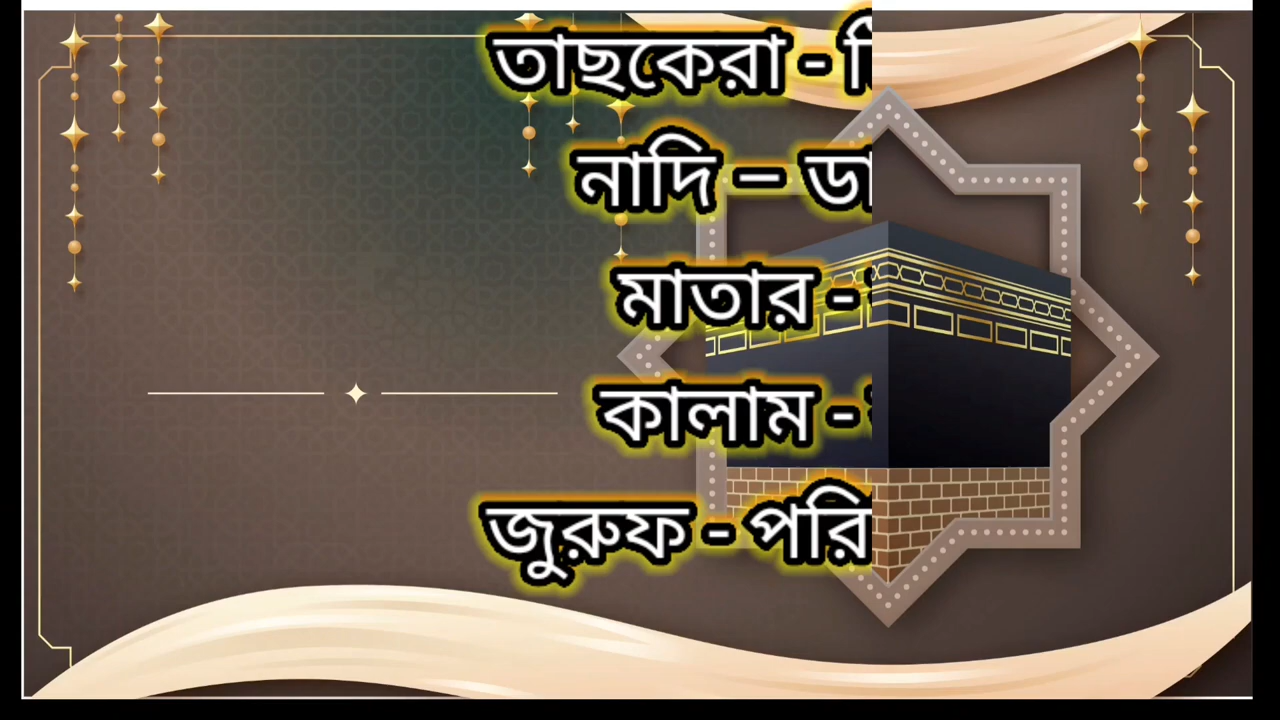 তাছকেরা -
নাদি –
মাতার -
কালাম -
জুরুফ - পরি